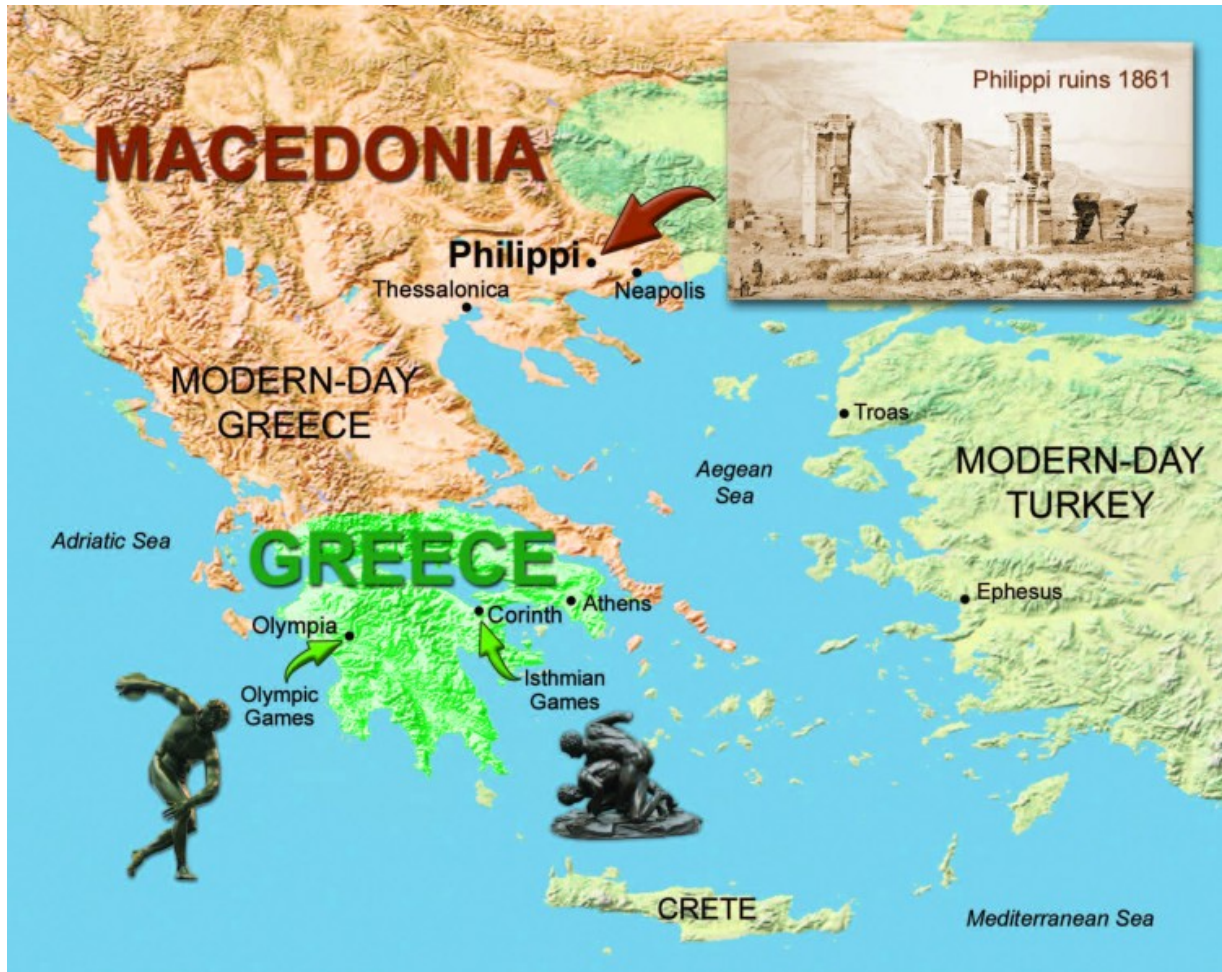 Philippi ruins 1861
MACEDONIA
Philippi
Thessalonica
Neapolis
MODERN-DAY
GREECE
Troas
Aegean
Sea
MODERN-DAY
TURKEY
Adriatic Sea
GREECE
Ephesus
Athens
Corinth
Olympia
Isthmian
Games
Olympic
Games
CRETE
Mediterranean Sea